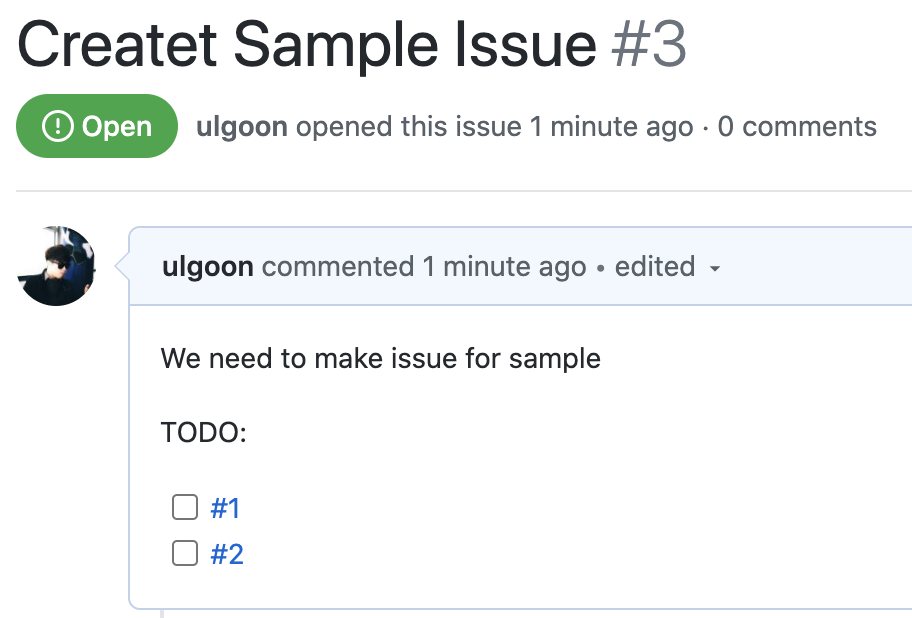 Createt Sample Issue #3
Open ulgoon opened this issue 1 minute ago · 0 comments
ulgoon commented 1 minute ago • edited
We need to make issue for sample
TODO:
#1
#2